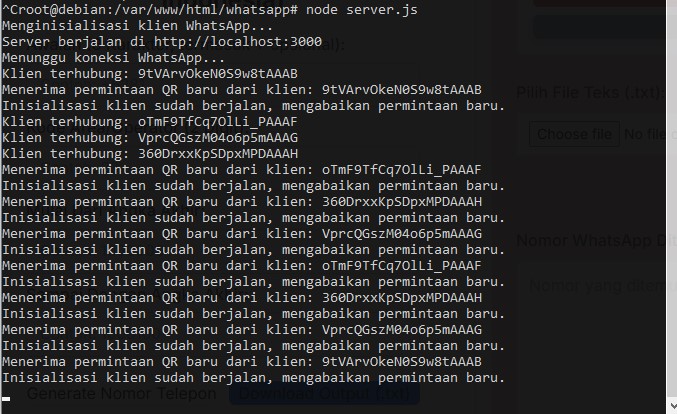 ^Croot@debian:/var/www/html/whatsapp# node server.js
Menginisialisasi klien WhatsApp...
Server berjalan di http://localhost:3000
Menunggu koneksi WhatsApp...
Klien terhubung: 9tVArvOkeN0S9w8tAAAB
Menerima permintaan QR baru dari klien: 9tVArvOkeN0S9w8tAAAB
Inisialisasi klien sudah berjalan, mengabaikan permintaan baru.
Klien terhubung: oTmF9TfCq7OlLi_PAAAF
Klien terhubung: VprcQGszM04o6p5mAAAG
Klien terhubung: 360DrxxKpSDpxMPDAAAH
Menerima permintaan QR baru dari klien: oTmF9TfCq7OlLi_PAAAF
Inisialisasi klien sudah berjalan, mengabaikan permintaan baru.
Menerima permintaan QR baru dari klien: 360DrxxKpSDpxMPDAAAH
Inisialisasi klien sudah berjalan, mengabaikan permintaan baru.
Menerima permintaan QR baru dari klien: VprcQGszM04o6p5mAAAG
Inisialisasi klien sudah berjalan, mengabaikan permintaan baru.
Menerima permintaan QR baru dari klien: oTmF9TfCq7OlLi_PAAAF
Inisialisasi klien sudah berjalan, mengabaikan permintaan baru.
Menerima permintaan QR baru dari klien: 360DrxxKpSDpxMPDAAAH
Inisialisasi klien sudah berjalan, mengabaikan permintaan baru.
Menerima permintaan QR baru dari klien: VprcQGszM04o6p5mAAAG
Inisialisasi klien sudah berjalan, mengabaikan permintaan baru.
Menerima permintaan QR baru dari klien: 9tVArvOkeN0S9w8tAAAB
Inisialisasi klien sudah berjalan, mengabaikan permintaan baru.
Generate Nomor Telepon
Download Output (.txt)
Pilih File Teks (.txt):
Choose file No file
Nomor WhatsApp
Nomor yang